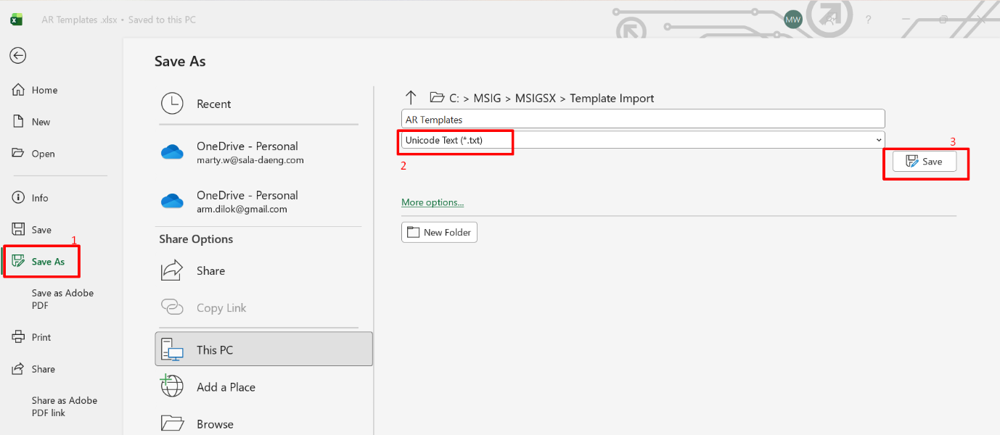 AR Templates .xlsx • Saved to this PC
MW
?
Save As
Home
New
Open
Info
Save
1
Save As
Save as Adobe
PDF
Print
Share
Share as Adobe
PDF link
Recent
OneDrive - Personal
marty.w@sala-daeng.com
OneDrive - Personal
arm.dilok@gmail.com
Share Options
Share
Copy Link
This PC
Add a Place
Browse
C: > MSIG > MSIGSX > Template Import
AR Templates
Unicode Text (*.txt)
2
3
Save
More options...
New Folder